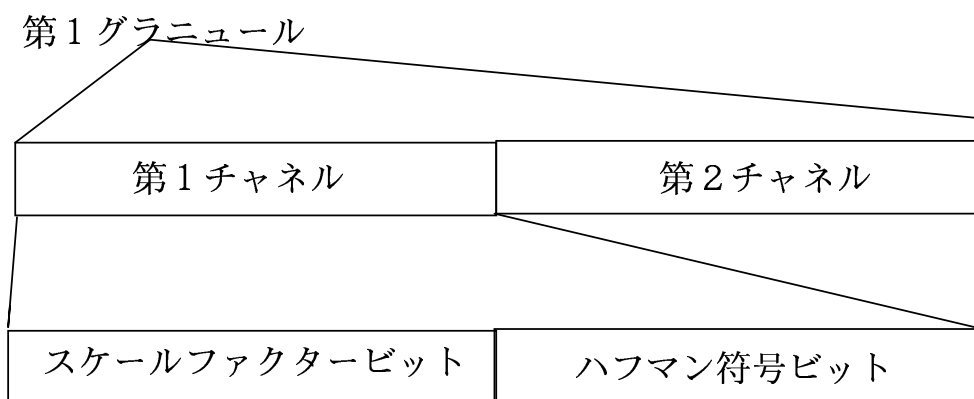 第１グラニュール
第１チャネル
第２チャネル
スケールファクタービット
ハフマン符号ビット